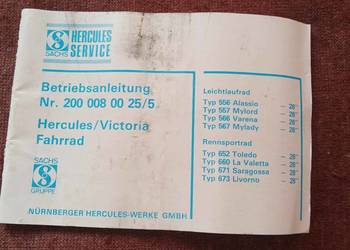 SACHS
HERCULES
SERVICE
Betriebsanleitung
Nr. 200 008 00 25/5
Hercules/Victoria
Fahrrad
SACHS
GRUPPE
NÜRNBERGER HERCULES-WERKE GMBH
Leichtlaufrad
Typ 556 Alassio – 28"
Typ 557 Mylord – 28"
Typ 566 Varena – 28"
Typ 567 Mylady – 28"
Rennsportrad
Typ 652 Toledo – 28"
Typ 660 La Valetta – 28"
Typ 671 Saragossa – 28"
Typ 673 Livorno – 28"